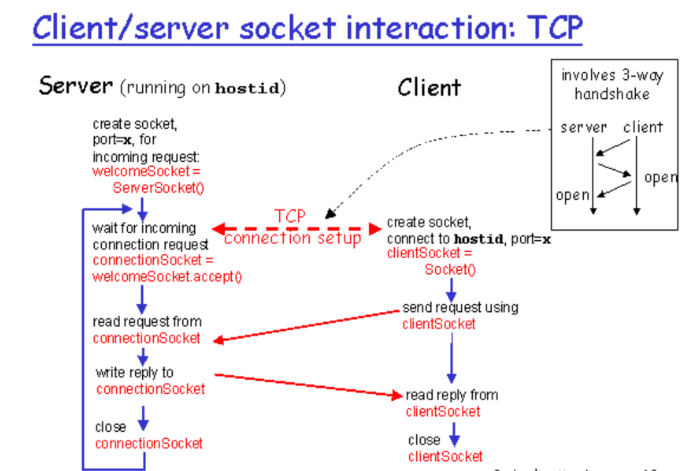 Client/server socket interaction: TCP
Server (running on hostid)
Client
create socket,
port=x, for
incoming request:
welcomeSocket =
ServerSocket()
wait for incoming
connection request
connectionSocket =
welcomeSocket.accept()
read request from
connectionSocket
write reply to
connectionSocket
close
connectionSocket
TCP
connection setup
create socket,
connect to hostid, port=x
clientSocket =
Socket()
send request using
clientSocket
read reply from
clientSocket
close
clientSocket
involves 3-way
handshake
server client
open
open